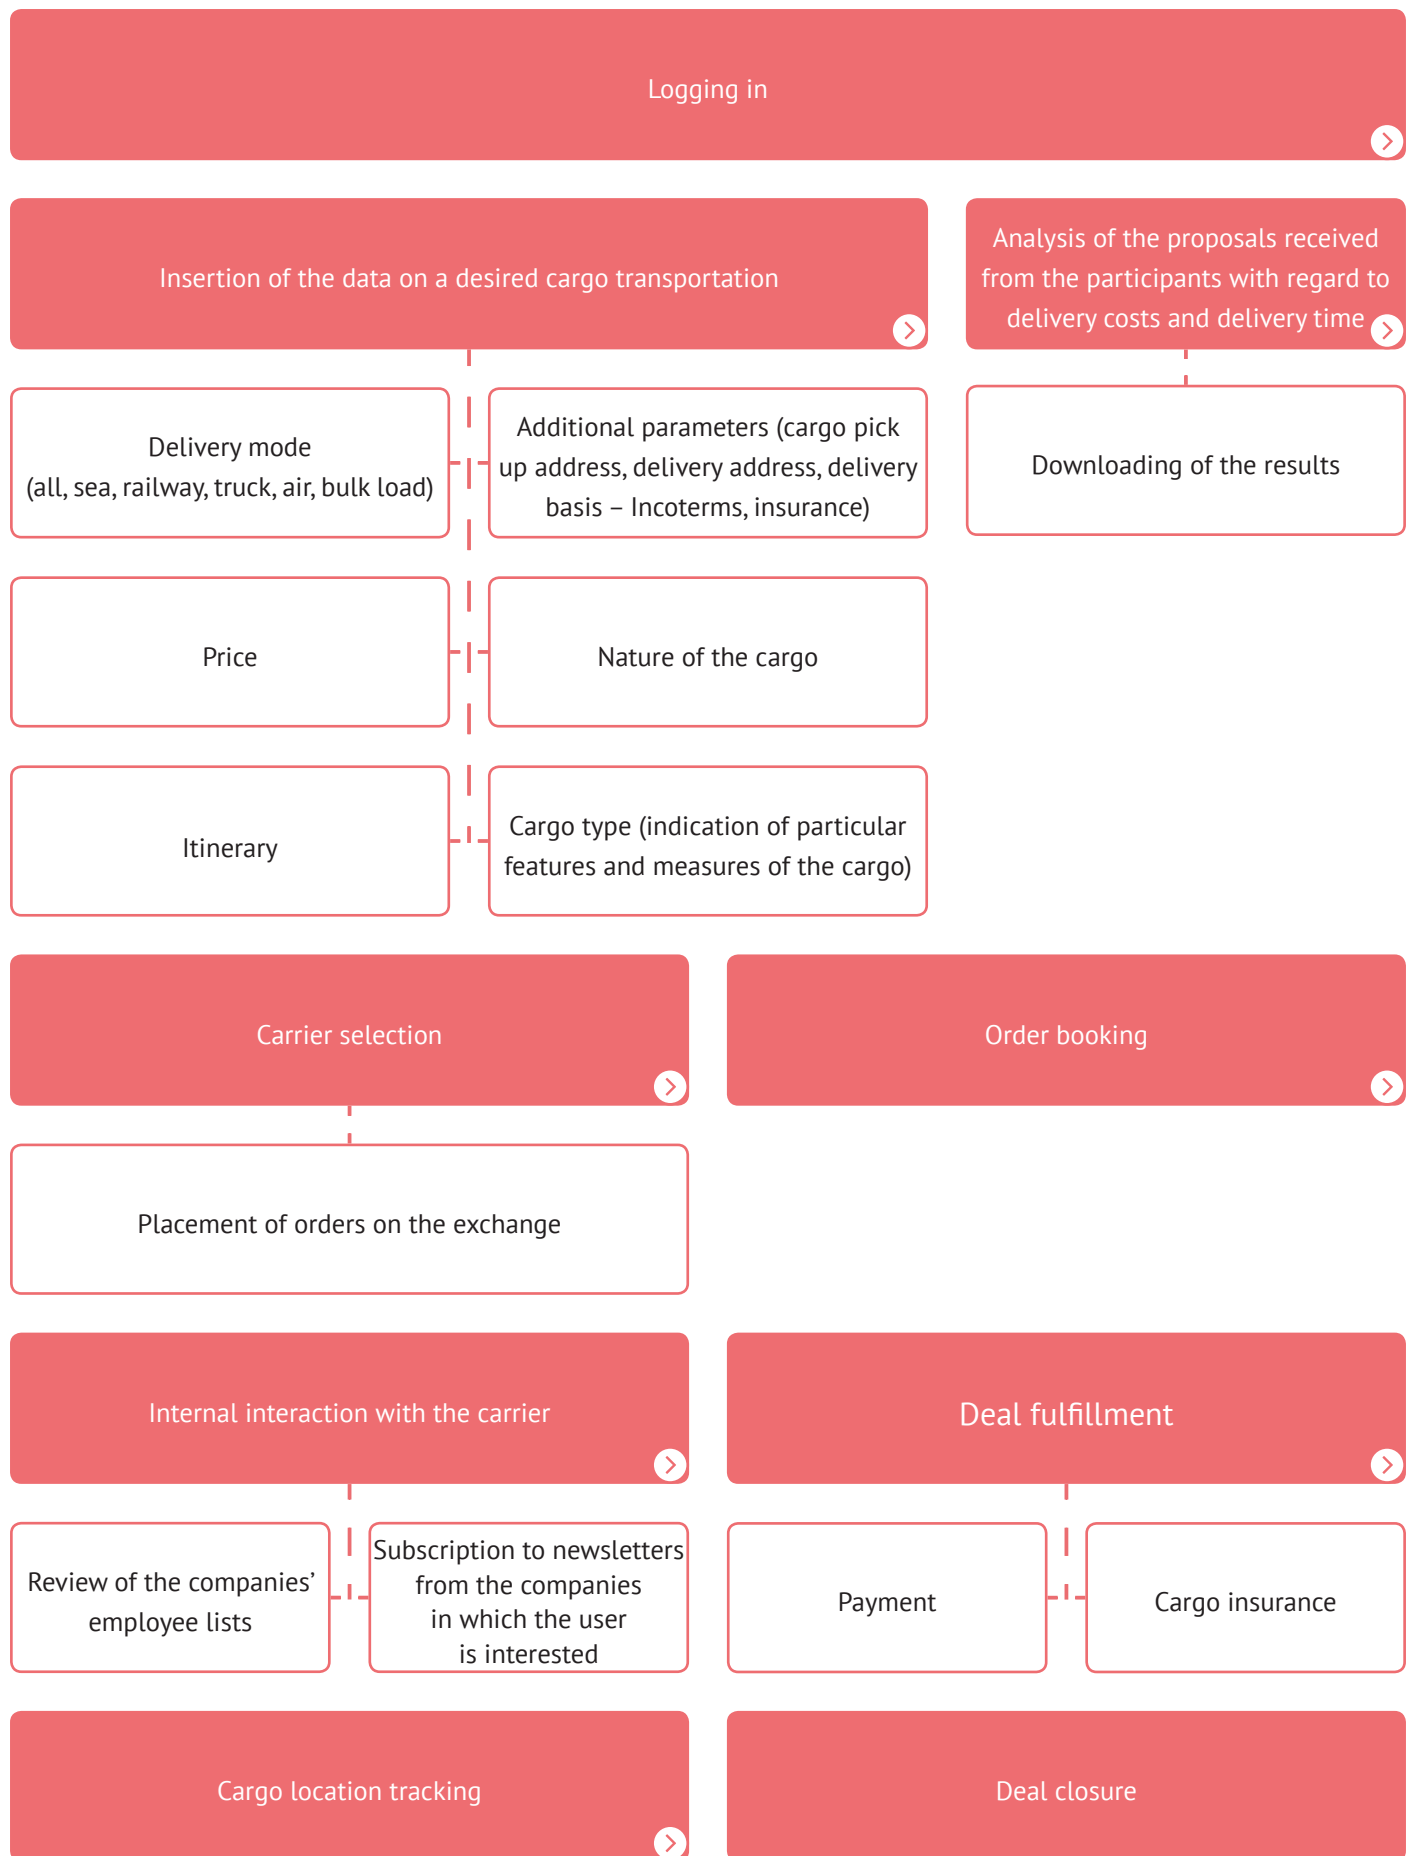 Logging in
Insertion of the data on a desired cargo transportation
Analysis of the proposals received
from the participants with regard to
delivery costs and delivery time
Delivery mode
(all, sea, railway, truck, air, bulk load)
Additional parameters (cargo pick
up address, delivery address, delivery
basis – Incoterms, insurance)
Downloading of the results
Price
Nature of the cargo
Itinerary
Cargo type (indication of particular
features and measures of the cargo)
Carrier selection
Order booking
Placement of orders on the exchange
Internal interaction with the carrier
Deal fulfillment
Review of the companies’
employee lists
Subscription to newsletters
from the companies
in which the user
is interested
Payment
Cargo insurance
Cargo location tracking
Deal closure